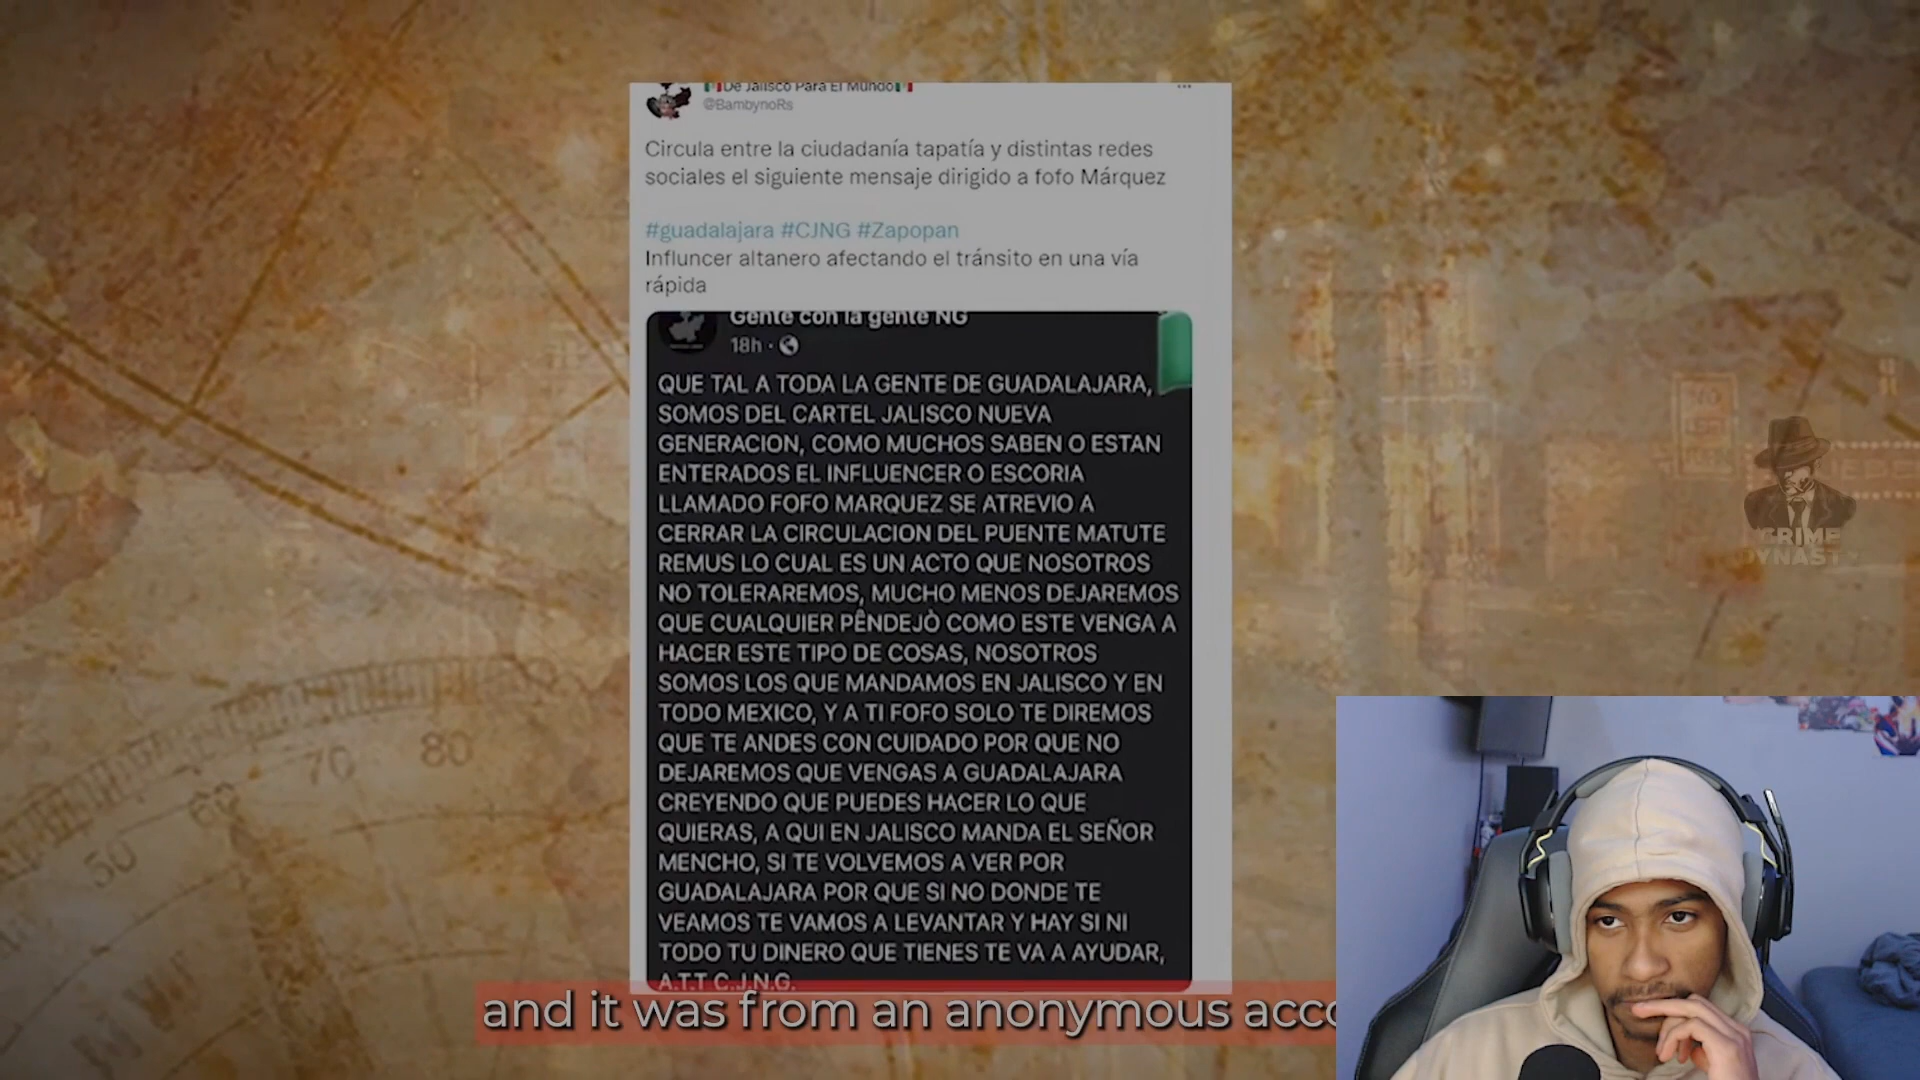 De Jalisco Para El Mundo
@BambynoRs
Circula entre la ciudadanía tapatía y distintas redes
sociales el siguiente mensaje dirigido a fofo Márquez
#guadalajara #CJNG #Zapopan
Influncer altanero afectando el tránsito en una vía
rápida
Gente con la gente NG
18h
QUE TAL A TODA LA GENTE DE GUADALAJARA,
SOMOS DEL CARTEL JALISCO NUEVA
GENERACION, COMO MUCHOS SABEN O ESTAN
ENTERADOS EL INFLUENCER O ESCORIA
LLAMADO FOFO MARQUEZ SE ATREVIO A
CERRAR LA CIRCULACION DEL PUENTE MATUTE
REMUS LO CUAL ES UN ACTO QUE NOSOTROS
NO TOLERAREMOS, MUCHO MENOS DEJAREMOS
QUE CUALQUIER PÊNDEJÒ COMO ESTE VENGA A
HACER ESTE TIPO DE COSAS, NOSOTROS
SOMOS LOS QUE MANDAMOS EN JALISCO Y EN
TODO MEXICO, Y A TI FOFO SOLO TE DIREMOS
QUE TE ANDES CON CUIDADO POR QUE NO
DEJAREMOS QUE VENGAS A GUADALAJARA
CREYENDO QUE PUEDES HACER LO QUE
QUIERAS, A QUI EN JALISCO MANDA EL SEÑOR
MENCHO, SI TE VOLVEMOS A VER POR
GUADALAJARA POR QUE SI NO DONDE TE
VEAMOS TE VAMOS A LEVANTAR Y HAY SI NI
TODO TU DINERO QUE TIENES TE VA A AYUDAR,
A.T.T C.J.N.G.
and it was from an anonymous acco
CRIME
DYNASTY
50
60
70
80